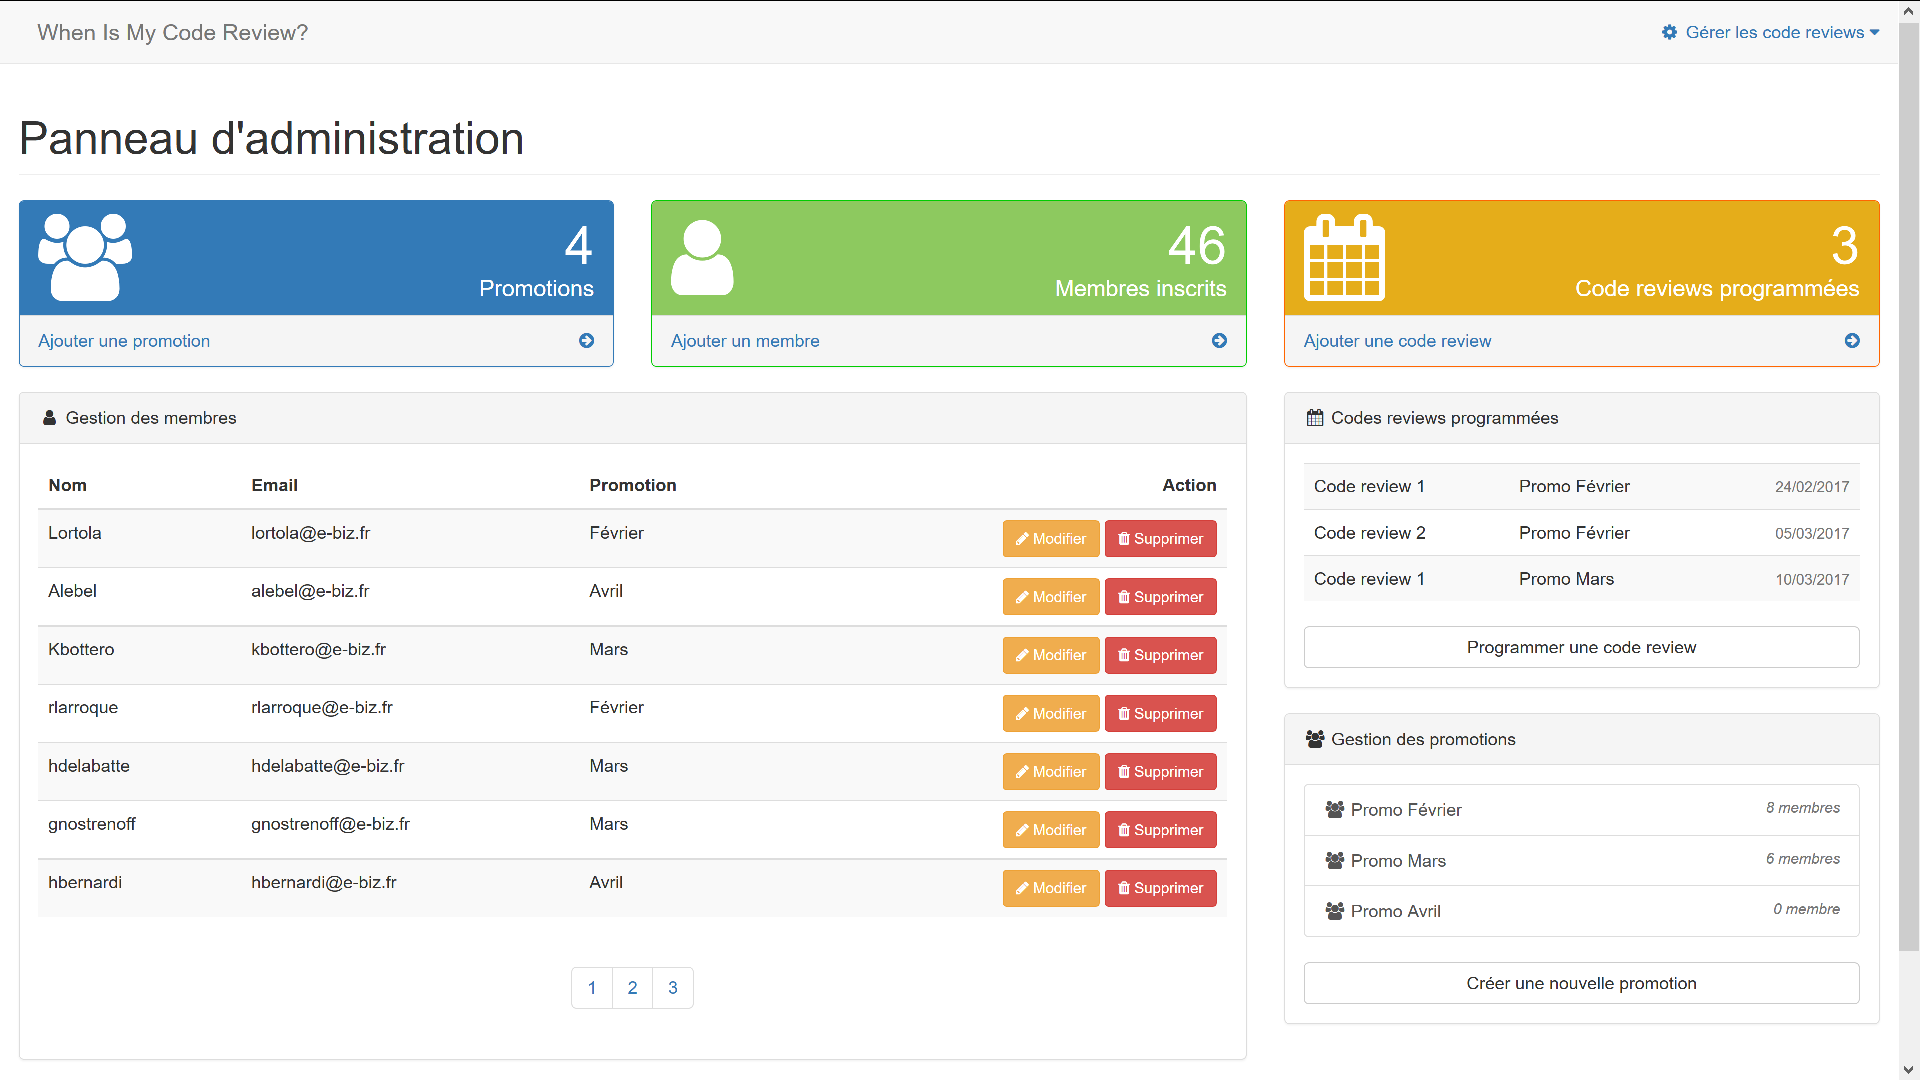 When Is My Code Review?
Gérer les code reviews
Panneau d'administration
4
Promotions
Ajouter une promotion
46
Membres inscrits
Ajouter un membre
3
Code reviews programmées
Ajouter une code review
Gestion des membres
Nom Email Promotion Action
Lortola lortola@e-biz.fr Février Modifier Supprimer
Alebel alebel@e-biz.fr Avril Modifier Supprimer
Kbottero kbottero@e-biz.fr Mars Modifier Supprimer
rlarroque rlarroque@e-biz.fr Février Modifier Supprimer
hdelabatte hdelabatte@e-biz.fr Mars Modifier Supprimer
gnostrenoff gnostrenoff@e-biz.fr Mars Modifier Supprimer
hbernardi hbernardi@e-biz.fr Avril Modifier Supprimer
1 2 3
Codes reviews programmées
Code review 1 Promo Février 24/02/2017
Code review 2 Promo Février 05/03/2017
Code review 1 Promo Mars 10/03/2017
Programmer une code review
Gestion des promotions
Promo Février 8 membres
Promo Mars 6 membres
Promo Avril 0 membre
Créer une nouvelle promotion